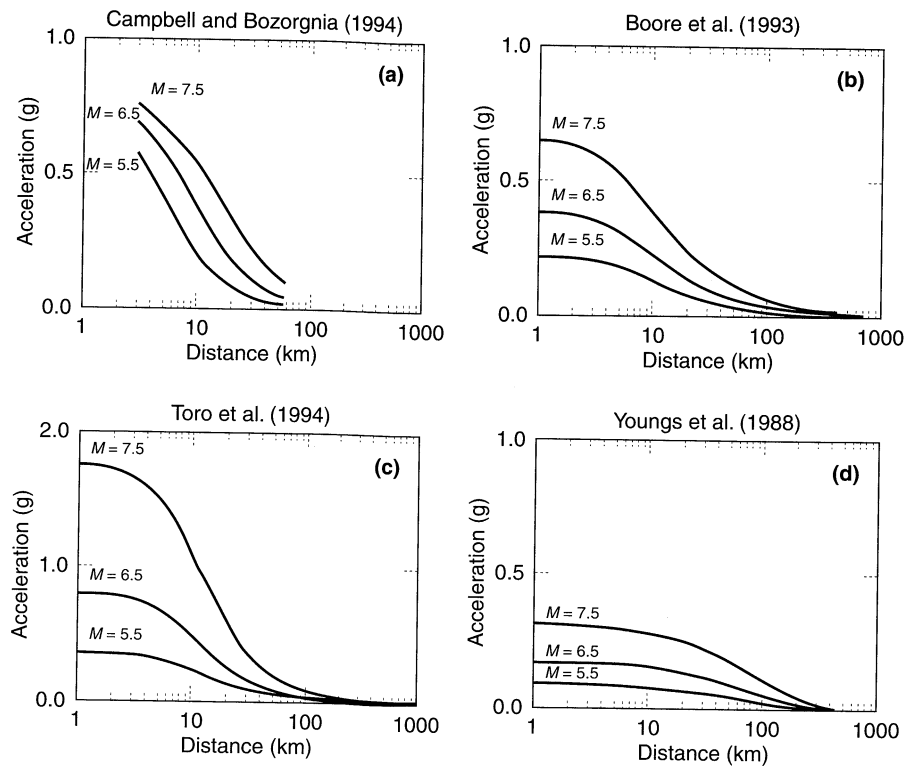 Campbell and Bozorgnia (1994)
(a)
M = 7.5
M = 6.5
M = 5.5
Acceleration (g)
1.0
0.5
0.0
1 10 100 1000
Distance (km)
Boore et al. (1993)
(b)
M = 7.5
M = 6.5
M = 5.5
Acceleration (g)
1.0
0.5
0.0
1 10 100 1000
Distance (km)
Toro et al. (1994)
(c)
M = 7.5
M = 6.5
M = 5.5
Acceleration (g)
2.0
1.0
0.0
1 10 100 1000
Distance (km)
Youngs et al. (1988)
(d)
M = 7.5
M = 6.5
M = 5.5
Acceleration (g)
1.0
0.5
0.0
1 10 100 1000
Distance (km)